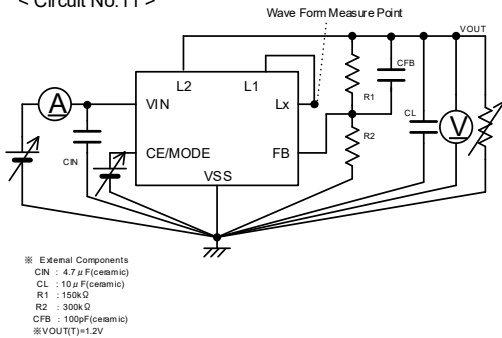 < Circuit No.11 >
Wave Form Measure Point
VOUT
CFB
L2
L1
R1
A
VIN
Lx
CL
V
R2
CIN
CE/MODE
FB
VSS
※ External Components
CIN : 4.7μF(ceramic)
CL : 10μF(ceramic)
R1 : 150kΩ
R2 : 300kΩ
CFB : 100pF(ceramic)
※VOUT(T)=1.2V